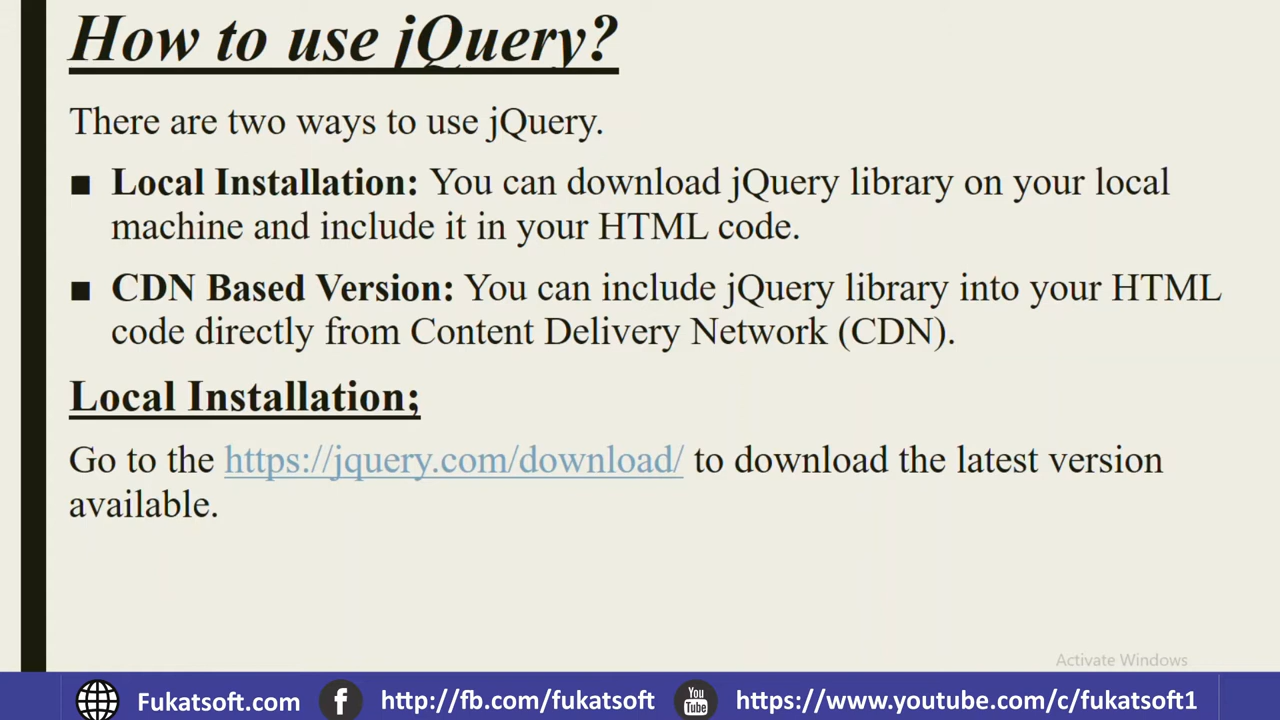 How to use jQuery?
There are two ways to use jQuery.
■ Local Installation: You can download jQuery library on your local
machine and include it in your HTML code.
■ CDN Based Version: You can include jQuery library into your HTML
code directly from Content Delivery Network (CDN).
Local Installation;
Go to the https://jquery.com/download/ to download the latest version
available.
Activate Windows
Fukatsoft.com f http://fb.com/fukatsoft You Tube https://www.youtube.com/c/fukatsoft1